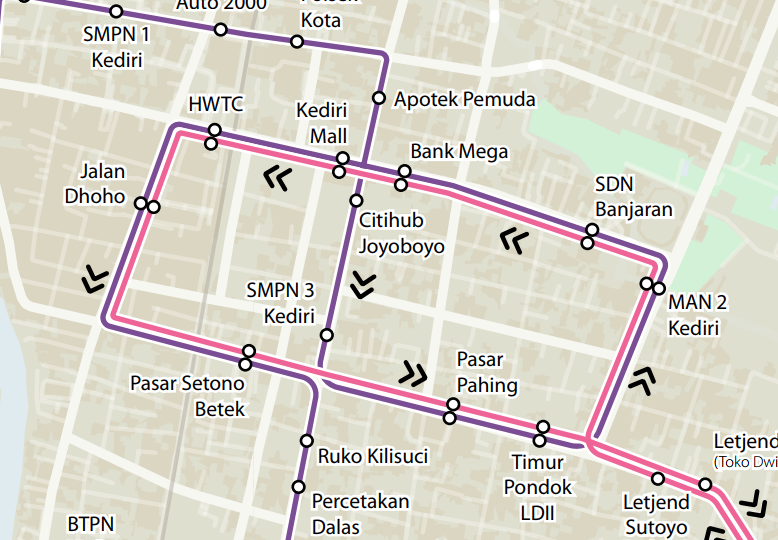 Auto 2000
Kota
SMPN 1
Kediri
HWTC
Kediri
Mall
Apotek Pemuda
Bank Mega
Jalan
Dhoho
SDN
Banjaran
Citihub
Joyoboyo
SMPN 3
Kediri
MAN 2
Kediri
Pasar
Pahing
Pasar Setono
Betek
Ruko Kilisuci
Timur
Pondok
LDII
Letjend
(Toko Dwi
Letjend
Sutoyo
Percetakan
Dalas
BTPN